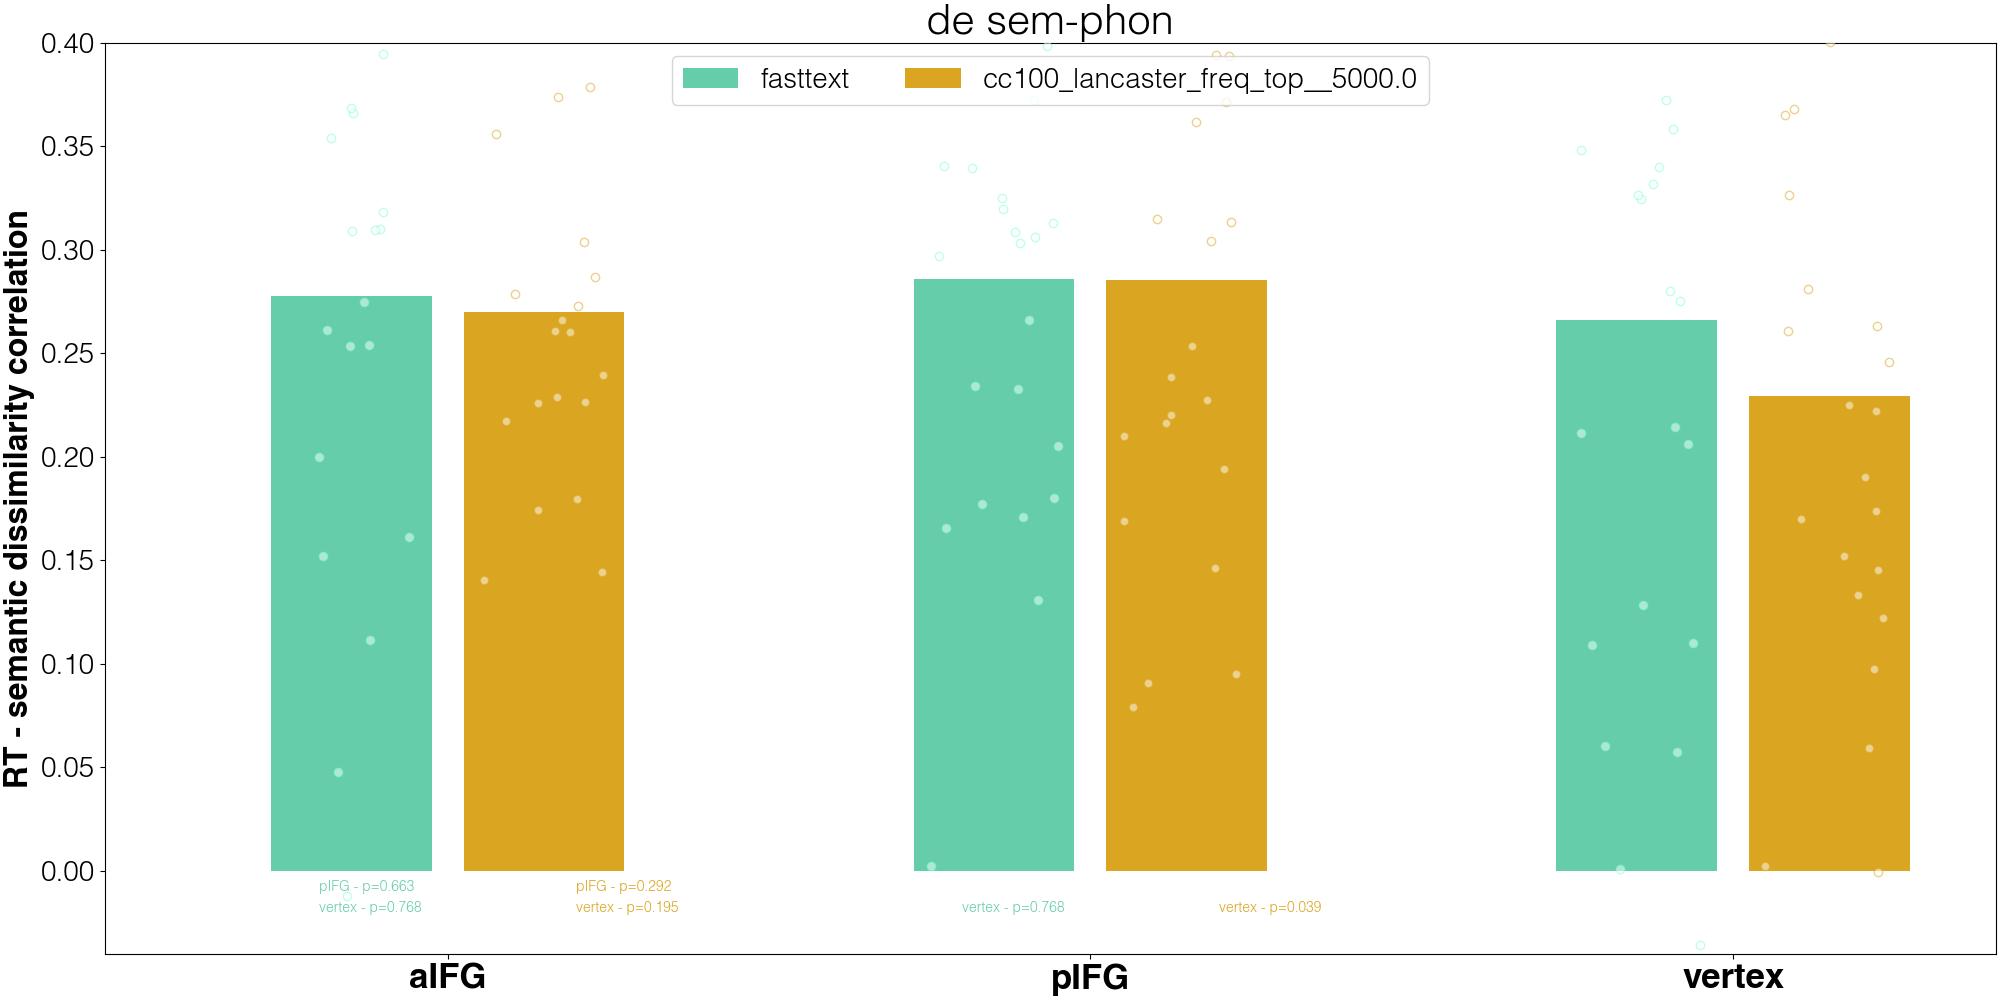 de sem-phon
fasttext
cc100_lancaster_freq_top__5000.0
RT - semantic dissimilarity correlation
0.40
0.35
0.30
0.25
0.20
0.15
0.10
0.05
0.00
pIFG - p=0.663
vertex - p=0.768
pIFG - p=0.292
vertex - p=0.195
vertex - p=0.768
vertex - p=0.039
aIFG
pIFG
vertex